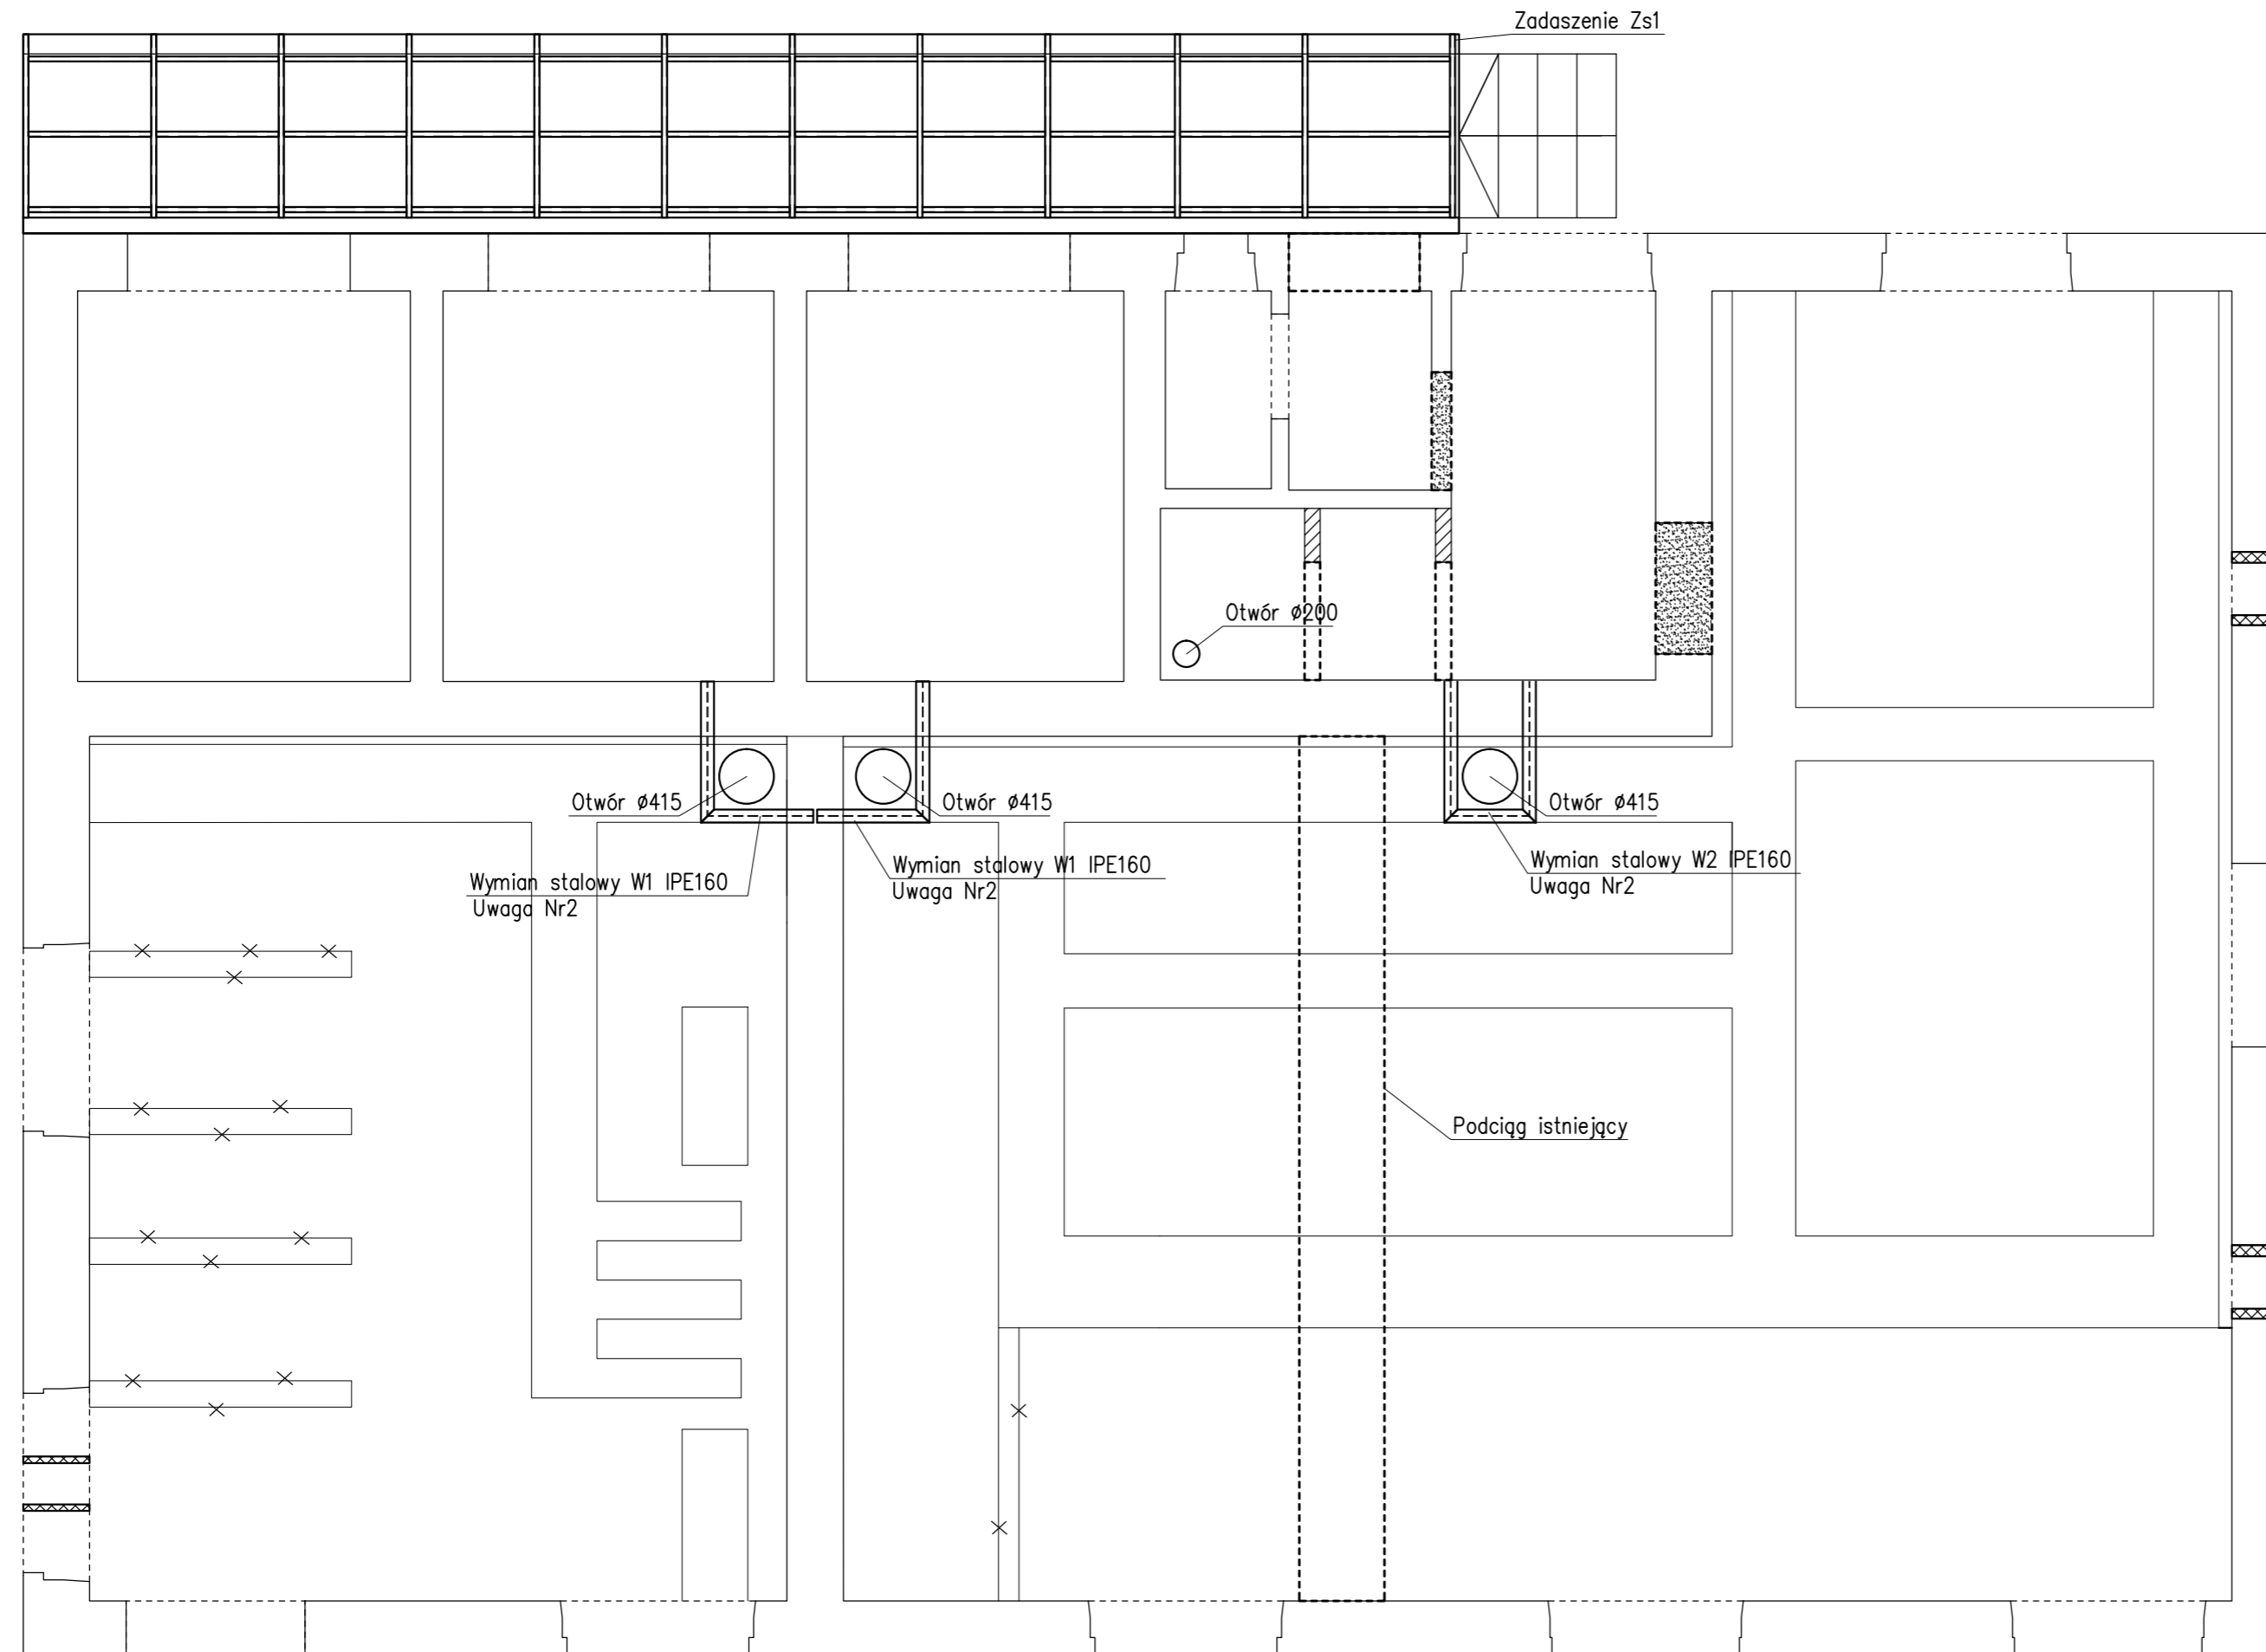 Zadaszenie Zs1
Otwór ø200
Otwór ø415
Otwór ø415
Otwór ø415
Wymian stalowy W1 IPE160
Uwaga Nr2
Wymian stalowy W1 IPE160
Uwaga Nr2
Wymian stalowy W2 IPE160
Uwaga Nr2
Podciąg istniejący